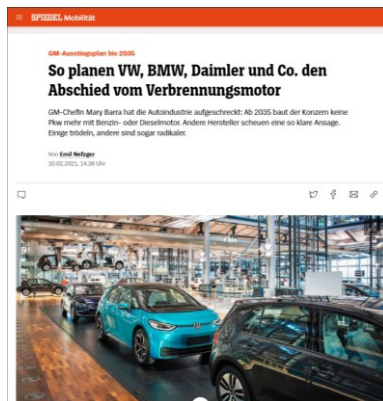 SPIEGEL Mobilität
GM-Ausstiegsplan bis 2035
So planen VW, BMW, Daimler und Co. den
Abschied vom Verbrennungsmotor
GM-Chefin Mary Barra hat die Autoindustrie aufgeschreckt: Ab 2035 baut der Konzern keine
Pkw mehr mit Benzin- oder Dieselmotor. Andere Hersteller scheuen eine so klare Ansage.
Einige trödeln, andere sind sogar radikaler.
Von Emil Nefzger
10.02.2021, 14.38 Uhr